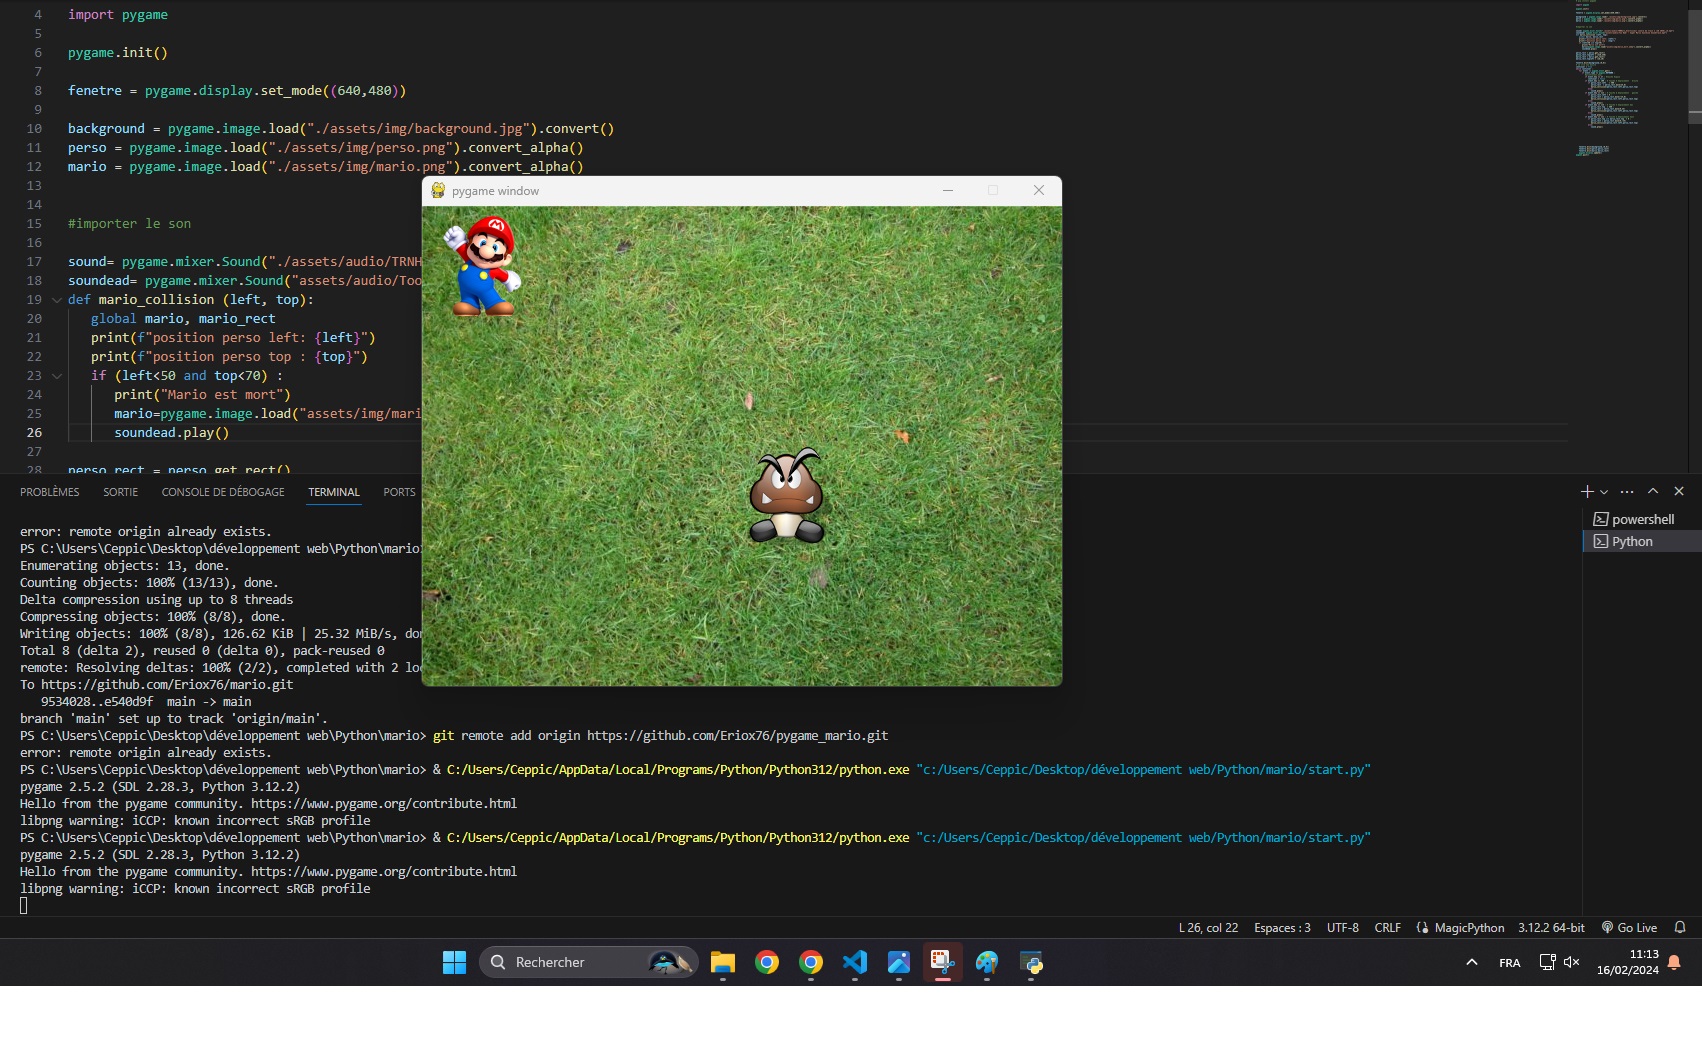 4 import pygame
5
6 pygame.init()
7
8 fenetre = pygame.display.set_mode((640,480))
9
10 background = pygame.image.load("./assets/img/background.jpg").convert()
11 perso = pygame.image.load("./assets/img/perso.png").convert_alpha()
12 mario = pygame.image.load("./assets/img/mario.png").convert_alpha()
13
14
15 #importer le son
16
17 sound= pygame.mixer.Sound("./assets/audio/TRNH
18 soundead= pygame.mixer.Sound("assets/audio/Too
19 def mario_collision (left, top):
20 global mario, mario_rect
21 print(f"position perso left: {left}")
22 print(f"position perso top : {top}")
23 if (left<50 and top<70) :
24 print("Mario est mort")
25 mario=pygame.image.load("assets/img/mari
26 soundead.play()
27
28 perso_rect = perso.get_rect()
pygame window
M
PROBLÈMES SORTIE CONSOLE DE DÉBOGAGE TERMINAL PORTS
powershell
Python
error: remote origin already exists.
PS C:\Users\Ceppic\Desktop\développement web\Python\mario>
Enumerating objects: 13, done.
Counting objects: 100% (13/13), done.
Delta compression using up to 8 threads
Compressing objects: 100% (8/8), done.
Writing objects: 100% (8/8), 126.62 KiB | 25.32 MiB/s, don
Total 8 (delta 2), reused 0 (delta 0), pack-reused 0
remote: Resolving deltas: 100% (2/2), completed with 2 loc
To https://github.com/Eriox76/mario.git
9534028..e540d9f main -> main
branch 'main' set up to track 'origin/main'.
PS C:\Users\Ceppic\Desktop\développement web\Python\mario> git remote add origin https://github.com/Eriox76/pygame_mario.git
error: remote origin already exists.
PS C:\Users\Ceppic\Desktop\développement web\Python\mario> & C:/Users/Ceppic/AppData/Local/Programs/Python/Python312/python.exe "c:/Users/Ceppic/Desktop/développement web/Python/mario/start.py"
pygame 2.5.2 (SDL 2.28.3, Python 3.12.2)
Hello from the pygame community. https://www.pygame.org/contribute.html
libpng warning: iCCP: known incorrect sRGB profile
PS C:\Users\Ceppic\Desktop\développement web\Python\mario> & C:/Users/Ceppic/AppData/Local/Programs/Python/Python312/python.exe "c:/Users/Ceppic/Desktop/développement web/Python/mario/start.py"
pygame 2.5.2 (SDL 2.28.3, Python 3.12.2)
Hello from the pygame community. https://www.pygame.org/contribute.html
libpng warning: iCCP: known incorrect sRGB profile
L 26, col 22 Espaces : 3 UTF-8 CRLF MagicPython 3.12.2 64-bit Go Live
Rechercher
FRA
11:13
16/02/2024